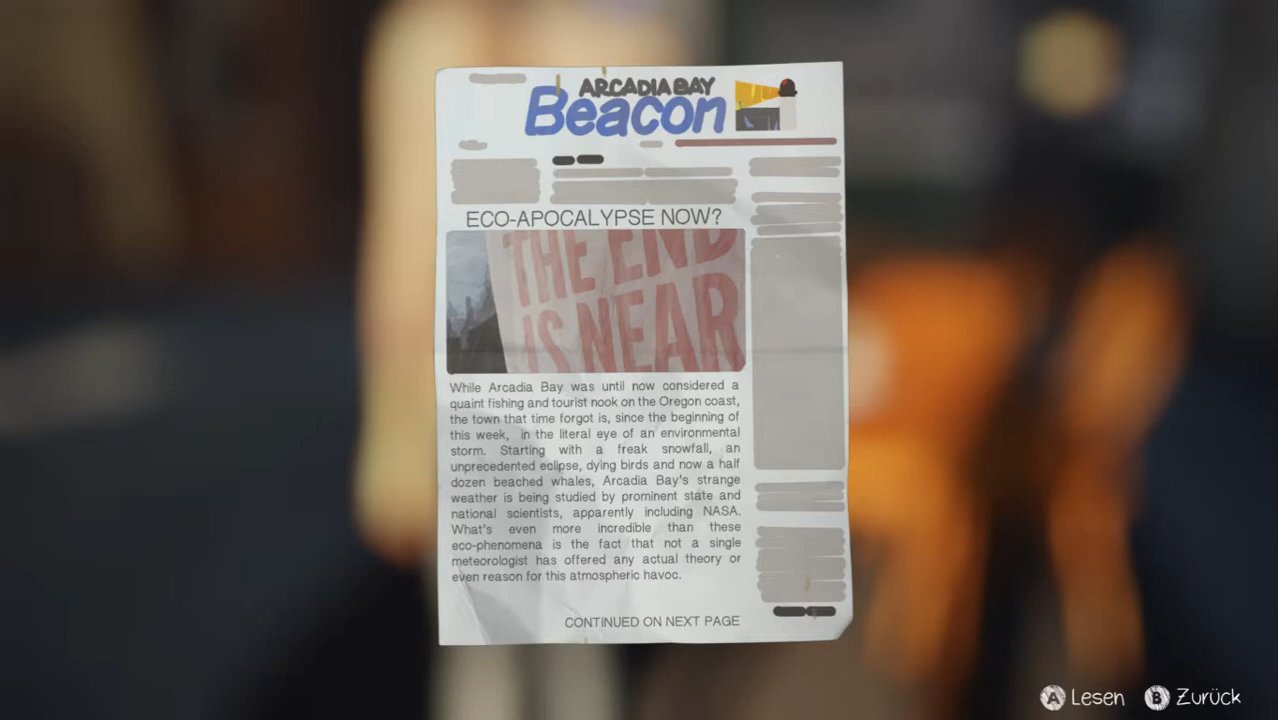 ARCADIA BAY
Beacon
ECO-APOCALYPSE NOW?
THE END
IS NEAR
While Arcadia Bay was until now considered a
quaint fishing and tourist nook on the Oregon coast,
the town that time forgot is, since the beginning of
this week, in the literal eye of an environmental
storm. Starting with a freak snowfall, an
unprecedented eclipse, dying birds and now a half
dozen beached whales, Arcadia Bay's strange
weather is being studied by prominent state and
national scientists, apparently including NASA.
What's even more incredible than these
eco-phenomena is the fact that not a single
meteorologist has offered any actual theory or
even reason for this atmospheric havoc.
CONTINUED ON NEXT PAGE
A Lesen B Zurück